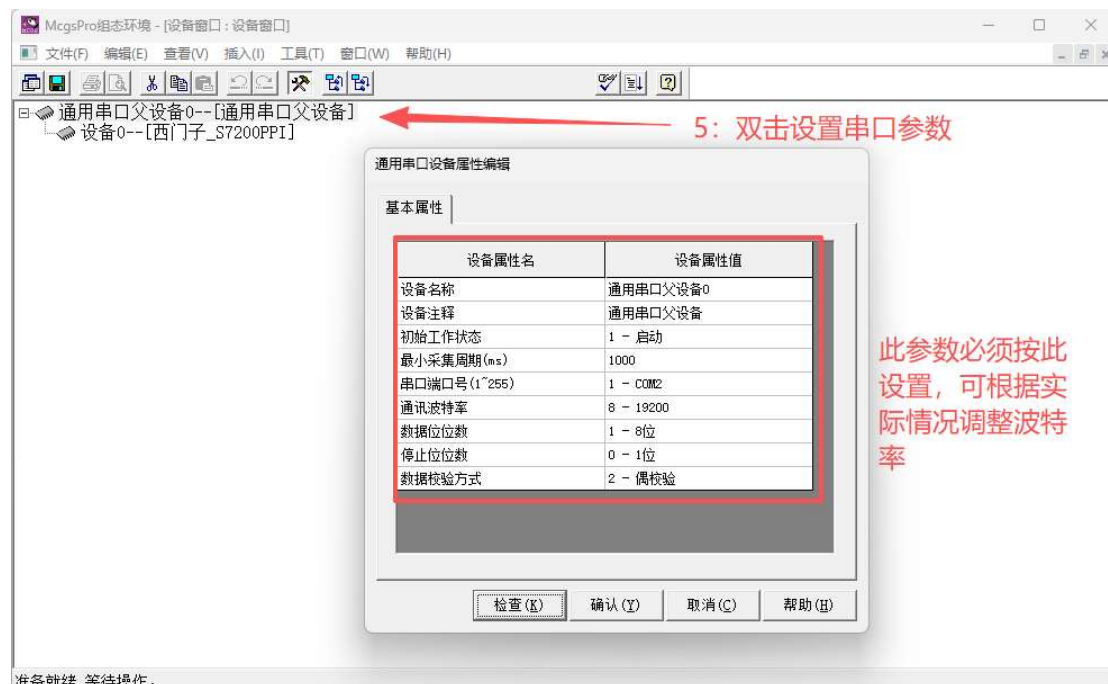 McgsPro组态环境 - [设备窗口 : 设备窗口]
文件(F) 编辑(E) 查看(V) 插入(I) 工具(T) 窗口(W) 帮助(H)
通用串口父设备0--[通用串口父设备]
设备0--[西门子_S7200PPI]
5：双击设置串口参数
通用串口设备属性编辑
基本属性
设备属性名 设备属性值
设备名称 通用串口父设备0
设备注释 通用串口父设备
初始工作状态 1 - 启动
最小采集周期(ms) 1000
串口端口号(1~255) 1 - COM2
通讯波特率 8 - 19200
数据位位数 1 - 8位
停止位位数 0 - 1位
数据校验方式 2 - 偶校验
此参数必须按此
设置，可根据实
际情况调整波特
率
检查(K) 确认(Y) 取消(C) 帮助(H)
准备就绪，等待操作。